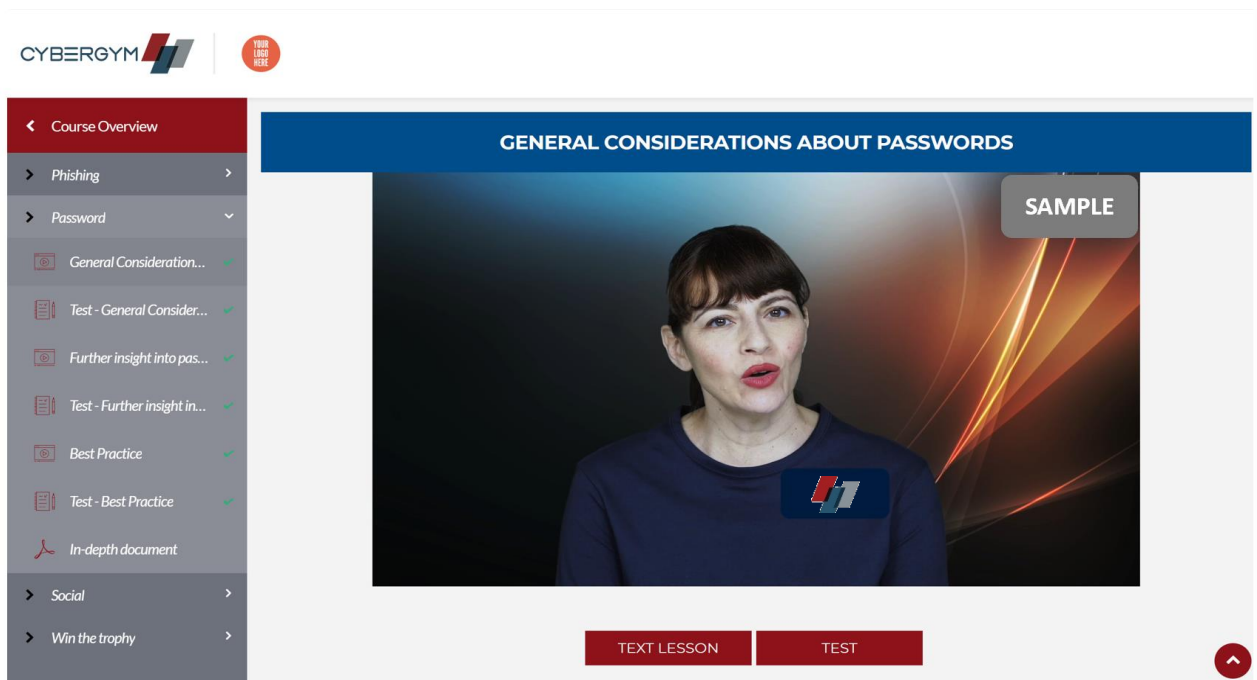 CYBERGYM
YOUR
LOGO
HERE
Course Overview
Phishing
Password
General Consideration...
Test - General Consider...
Further insight into pas...
Test - Further insight in...
Best Practice
Test - Best Practice
In-depth document
Social
Win the trophy
GENERAL CONSIDERATIONS ABOUT PASSWORDS
SAMPLE
TEXT LESSON
TEST